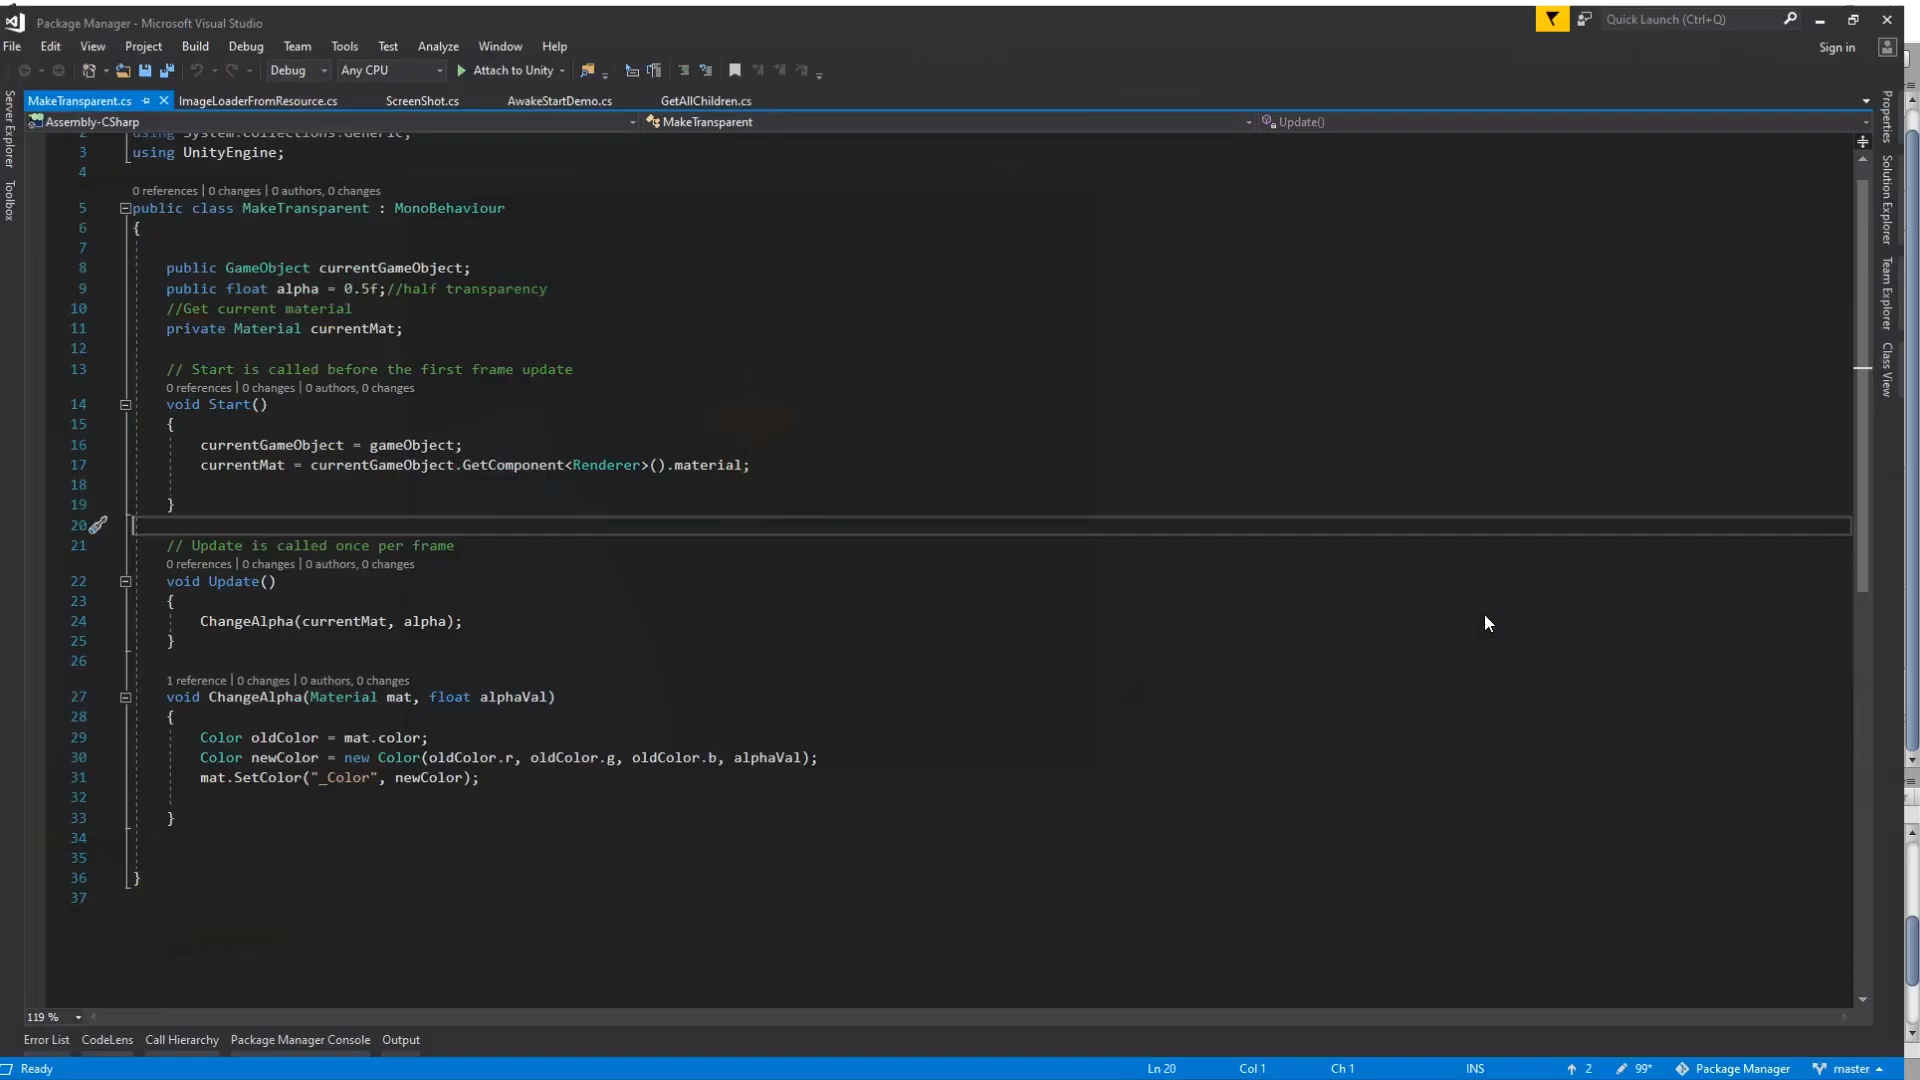 Package Manager - Microsoft Visual Studio
Quick Launch (Ctrl+Q)
File Edit View Project Build Debug Team Tools Test Analyze Window Help
Sign in
Debug Any CPU Attach to Unity
MakeTransparent.cs ImageLoaderFromResource.cs ScreenShot.cs AwakeStartDemo.cs GetAllChildren.cs
Assembly-CSharp MakeTransparent Update()
Server Explorer
Toolbox
Properties
Solution Explorer
Team Explorer
Class View
2 using System.Collections.Generic;
3 using UnityEngine;
4
0 references | 0 changes | 0 authors, 0 changes
5 public class MakeTransparent : MonoBehaviour
6 {
7
8 public GameObject currentGameObject;
9 public float alpha = 0.5f;//half transparency
10 //Get current material
11 private Material currentMat;
12
13 // Start is called before the first frame update
0 references | 0 changes | 0 authors, 0 changes
14 void Start()
15 {
16 currentGameObject = gameObject;
17 currentMat = currentGameObject.GetComponent<Renderer>().material;
18
19 }
20
21 // Update is called once per frame
0 references | 0 changes | 0 authors, 0 changes
22 void Update()
23 {
24 ChangeAlpha(currentMat, alpha);
25 }
26
1 reference | 0 changes | 0 authors, 0 changes
27 void ChangeAlpha(Material mat, float alphaVal)
28 {
29 Color oldColor = mat.color;
30 Color newColor = new Color(oldColor.r, oldColor.g, oldColor.b, alphaVal);
31 mat.SetColor("_Color", newColor);
32
33 }
34
35
36 }
37
119 %
Error List CodeLens Call Hierarchy Package Manager Console Output
Ready Ln 20 Col 1 Ch 1 INS 2 99* Package Manager master